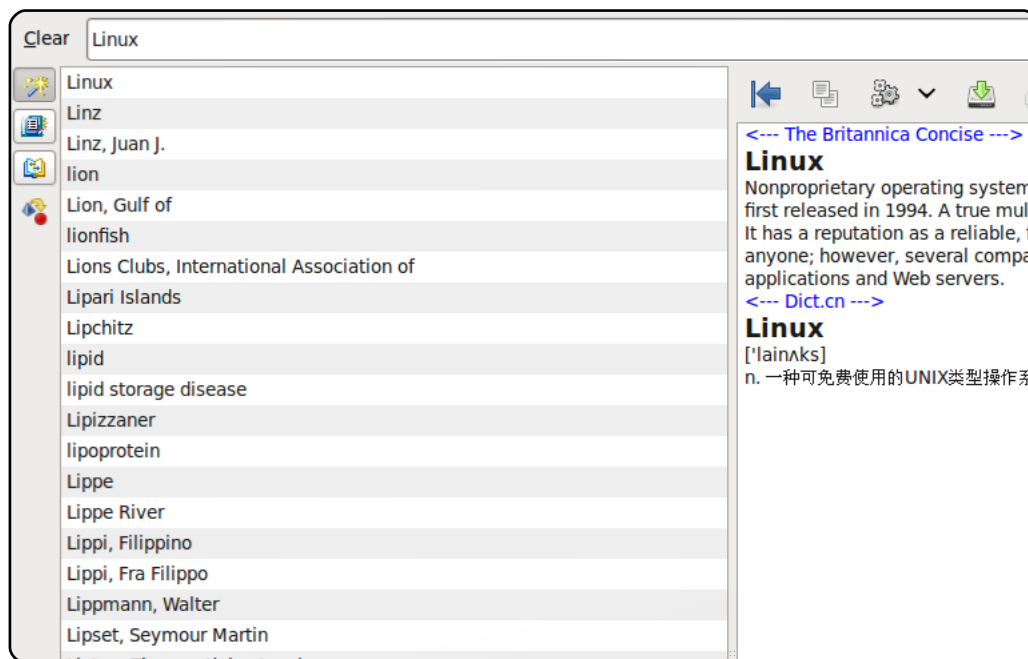 Clear
Linux
Linux
Linz
Linz, Juan J.
lion
Lion, Gulf of
lionfish
Lions Clubs, International Association of
Lipari Islands
Lipchitz
lipid
lipid storage disease
Lipizzaner
lipoprotein
Lippe
Lippe River
Lippi, Filippino
Lippi, Fra Filippo
Lippmann, Walter
Lipset, Seymour Martin
<--- The Britannica Concise --->
Linux
Nonproprietary operating system
first released in 1994. A true mul
It has a reputation as a reliable,
anyone; however, several compa
applications and Web servers.
<--- Dict.cn --->
Linux
['lainʌks]
n. 一种可免费使用的UNIX类型操作系